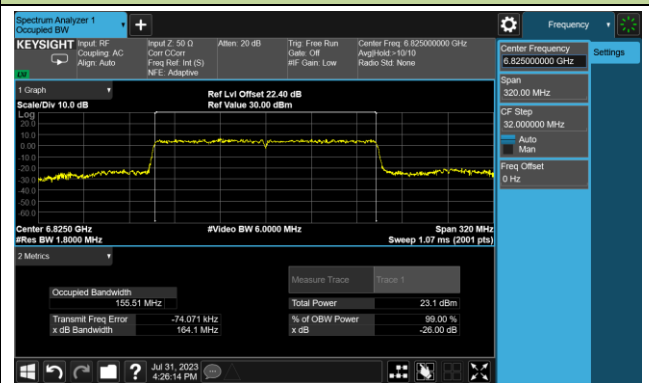 Spectrum Analyzer 1
Occupied BW
Frequency
KEYSIGHT
Input: RF
Coupling: AC
Align: Auto
Input Z: 50 Ω
Corr CCorr
Freq Ref: Int (S)
NFE: Adaptive
Atten: 20 dB
Trig: Free Run
Gate: Off
#IF Gain: Low
Center Freq: 6.825000000 GHz
Avg|Hold:>10/10
Radio Std: None
Center Frequency
6.825000000 GHz
Settings
Span
320.00 MHz
CF Step
32.000000 MHz
Auto
Man
Freq Offset
0 Hz
1 Graph
Ref Lvl Offset 22.40 dB
Scale/Div 10.0 dB
Ref Value 30.00 dBm
Log
20.0
10.0
0.00
-10.0
-20.0
-30.0
-40.0
-50.0
-60.0
Center 6.8250 GHz
#Video BW 6.0000 MHz
Span 320 MHz
#Res BW 1.8000 MHz
Sweep 1.07 ms (2001 pts)
2 Metrics
Measure Trace
Trace 1
Occupied Bandwidth
155.51 MHz
Total Power
23.1 dBm
Transmit Freq Error
-74.071 kHz
% of OBW Power
99.00 %
x dB Bandwidth
164.1 MHz
x dB
-26.00 dB
Jul 31, 2023
4:26:14 PM